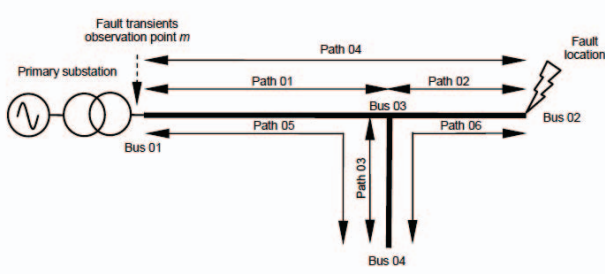 Fault transients
observation point m
Path 04
Fault
location
Primary substation
Path 01
Path 02
Bus 03
Bus 02
Bus 01
Path 05
Path 06
Path 03
Bus 04